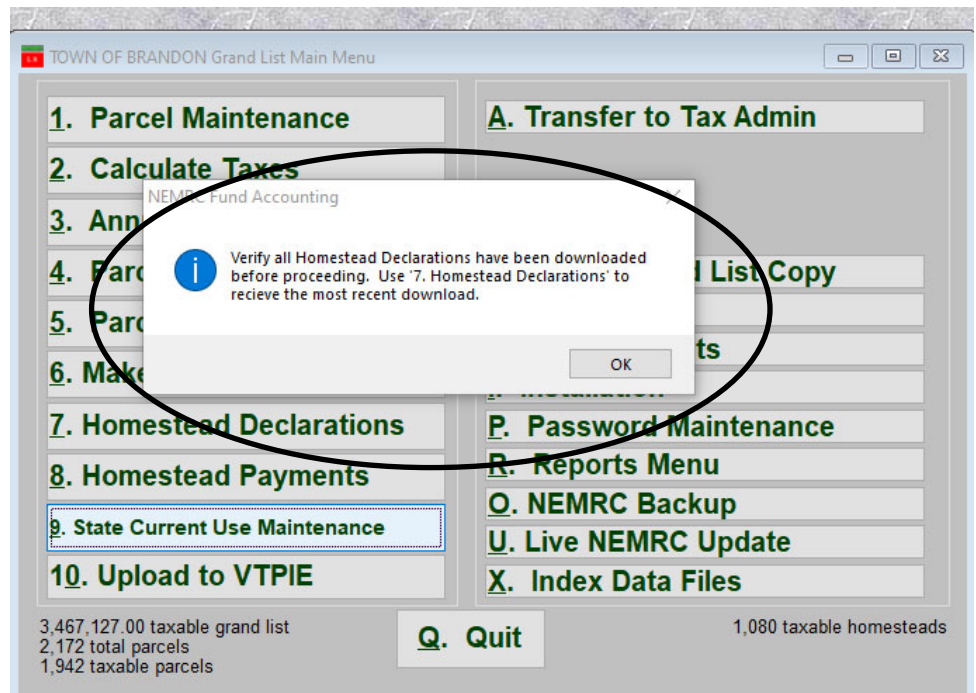 TOWN OF BRANDON Grand List Main Menu
1. Parcel Maintenance
2. Calculate Taxes
3. Ann
4. Parc
5. Parc
6. Make
7. Homestead Declarations
8. Homestead Payments
9. State Current Use Maintenance
10. Upload to VTPIE
A. Transfer to Tax Admin
List Copy
ts
P. Password Maintenance
R. Reports Menu
O. NEMRC Backup
U. Live NEMRC Update
X. Index Data Files
NEMRC Fund Accounting
Verify all Homestead Declarations have been downloaded
before proceeding. Use '7. Homestead Declarations' to
recieve the most recent download.
OK
3,467,127.00 taxable grand list
2,172 total parcels
1,942 taxable parcels
Q. Quit
1,080 taxable homesteads